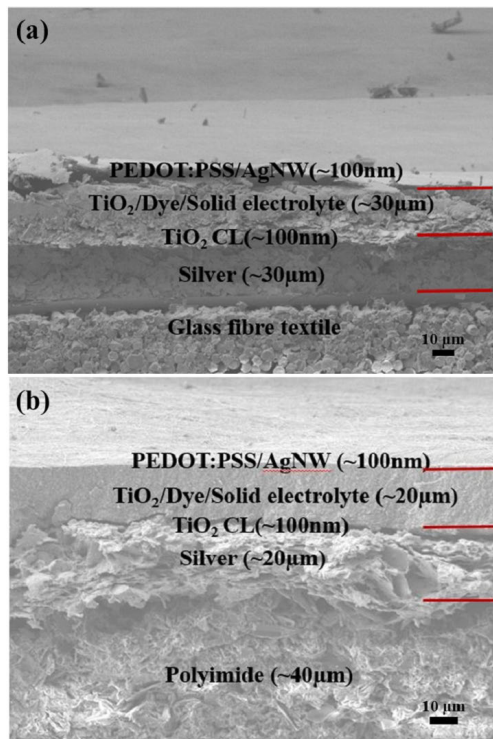 (a)
PEDOT:PSS/AgNW(~100nm)
TiO₂/Dye/Solid electrolyte (~30μm)
TiO₂ CL(~100nm)
Silver (~30μm)
Glass fibre textile
10 μm
(b)
PEDOT:PSS/AgNW (~100nm)
TiO₂/Dye/Solid electrolyte (~20μm)
TiO₂ CL(~100nm)
Silver (~20μm)
Polyimide (~40μm)
10 μm